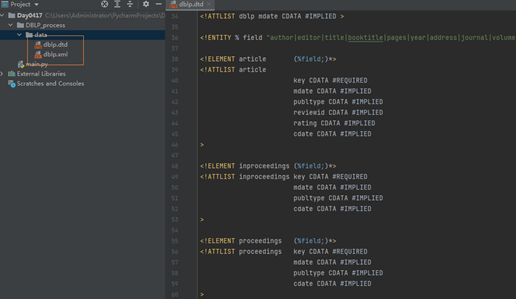 Project
Day0417 C:\Users\Administrator\PycharmProjects\D
DBLP_process
data
dblp.dtd
dblp.xml
main.py
External Libraries
Scratches and Consoles
dblp.dtd
34 <!ATTLIST dblp mdate CDATA #IMPLIED >
35
36 <!ENTITY % field "author|editor|title|booktitle|pages|year|address|journal|volume
37
38 <!ELEMENT article (%field;)*>
39 <!ATTLIST article
40 key CDATA #REQUIRED
41 mdate CDATA #IMPLIED
42 publtype CDATA #IMPLIED
43 reviewid CDATA #IMPLIED
44 rating CDATA #IMPLIED
45 cdate CDATA #IMPLIED
46 >
47
48 <!ELEMENT inproceedings (%field;)*>
49 <!ATTLIST inproceedings key CDATA #REQUIRED
50 mdate CDATA #IMPLIED
51 publtype CDATA #IMPLIED
52 cdate CDATA #IMPLIED
53 >
54
55 <!ELEMENT proceedings (%field;)*>
56 <!ATTLIST proceedings key CDATA #REQUIRED
57 mdate CDATA #IMPLIED
58 publtype CDATA #IMPLIED
59 cdate CDATA #IMPLIED
60 >